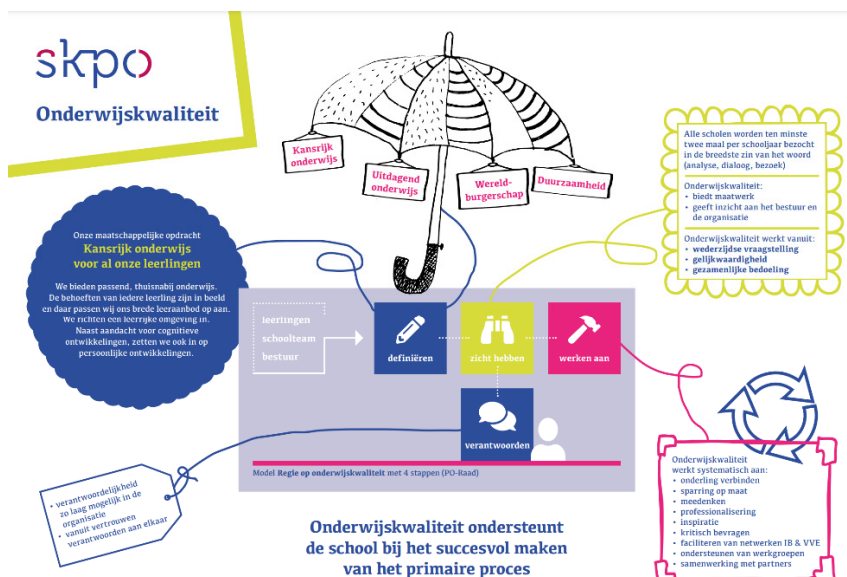 skpo
Onderwijskwaliteit
Kansrijk
onderwijs
Uitdagend
onderwijs
Wereld-
burgerschap
Duurzaamheid
Alle scholen worden ten minste
twee maal per schooljaar bezocht
in de breedste zin van het woord
(analyse, dialoog, bezoek)
Onderwijskwaliteit:
• biedt maatwerk
• geeft inzicht aan het bestuur en
de organisatie
Onderwijskwaliteit werkt vanuit:
• wederzijdse vraagstelling
• gelijkwaardigheid
• gezamenlijke bedoeling
Onze maatschappelijke opdracht
Kansrijk onderwijs
voor al onze leerlingen
We bieden passend, thuisnabij onderwijs.
De behoeften van iedere leerling zijn in beeld
en daar passen wij ons brede leeraanbod op aan.
We richten een leerrijke omgeving in.
Naast aandacht voor cognitieve
ontwikkelingen, zetten we ook in op
persoonlijke ontwikkelingen.
leerlingen
schoolteam
bestuur
definiëren
zicht hebben
werken aan
verantwoorden
Model Regie op onderwijskwaliteit met 4 stappen (PO-Raad)
• verantwoordelijkheid
zo laag mogelijk in de
organisatie
• vanuit vertrouwen
verantwoorden aan elkaar
Onderwijskwaliteit
werkt systematisch aan:
• onderling verbinden
• sparring op maat
• meedenken
• professionalisering
• inspiratie
• kritisch bevragen
• faciliteren van netwerken IB & VVE
• ondersteunen van werkgroepen
• samenwerking met partners
Onderwijskwaliteit ondersteunt
de school bij het succesvol maken
van het primaire proces